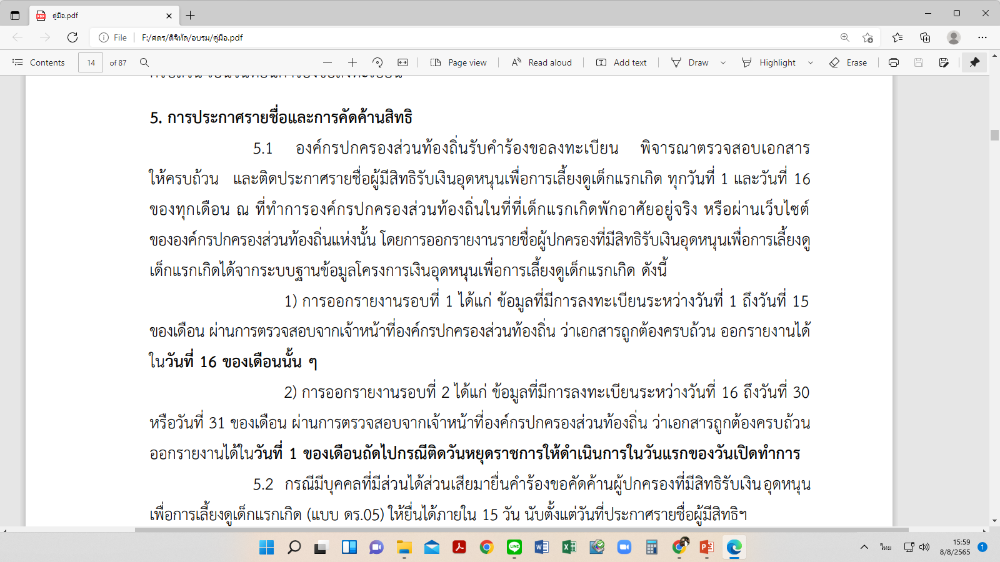 คู่มือ.pdf
File
F:/ศดร/ดิจิทัล/อบรม/คู่มือ.pdf
Contents 14 of 87 Page view Read aloud Add text Draw Highlight Erase
5. การประกาศรายชื่อและการคัดค้านสิทธิ
5.1 องค์กรปกครองส่วนท้องถิ่นรับคำร้องขอลงทะเบียน พิจารณาตรวจสอบเอกสาร
ให้ครบถ้วน และติดประกาศรายชื่อผู้มีสิทธิรับเงินอุดหนุนเพื่อการเลี้ยงดูเด็กแรกเกิด ทุกวันที่ 1 และวันที่ 16
ของทุกเดือน ณ ที่ทำการองค์กรปกครองส่วนท้องถิ่นในที่ที่เด็กแรกเกิดพักอาศัยอยู่จริง หรือผ่านเว็บไซต์
ขององค์กรปกครองส่วนท้องถิ่นแห่งนั้น โดยการออกรายงานรายชื่อผู้ปกครองที่มีสิทธิรับเงินอุดหนุนเพื่อการเลี้ยงดู
เด็กแรกเกิดได้จากระบบฐานข้อมูลโครงการเงินอุดหนุนเพื่อการเลี้ยงดูเด็กแรกเกิด ดังนี้
1) การออกรายงานรอบที่ 1 ได้แก่ ข้อมูลที่มีการลงทะเบียนระหว่างวันที่ 1 ถึงวันที่ 15
ของเดือน ผ่านการตรวจสอบจากเจ้าหน้าที่องค์กรปกครองส่วนท้องถิ่น ว่าเอกสารถูกต้องครบถ้วน ออกรายงานได้
ในวันที่ 16 ของเดือนนั้น ๆ
2) การออกรายงานรอบที่ 2 ได้แก่ ข้อมูลที่มีการลงทะเบียนระหว่างวันที่ 16 ถึงวันที่ 30
หรือวันที่ 31 ของเดือน ผ่านการตรวจสอบจากเจ้าหน้าที่องค์กรปกครองส่วนท้องถิ่น ว่าเอกสารถูกต้องครบถ้วน
ออกรายงานได้ในวันที่ 1 ของเดือนถัดไปกรณีติดวันหยุดราชการให้ดำเนินการในวันแรกของวันเปิดทำการ
5.2 กรณีมีบุคคลที่มีส่วนได้ส่วนเสียมายื่นคำร้องขอคัดค้านผู้ปกครองที่มีสิทธิรับเงินอุดหนุน
เพื่อการเลี้ยงดูเด็กแรกเกิด (แบบ ดร.05) ให้ยื่นได้ภายใน 15 วัน นับตั้งแต่วันที่ประกาศรายชื่อผู้มีสิทธิฯ
ไทย
15:59
8/8/2565
1